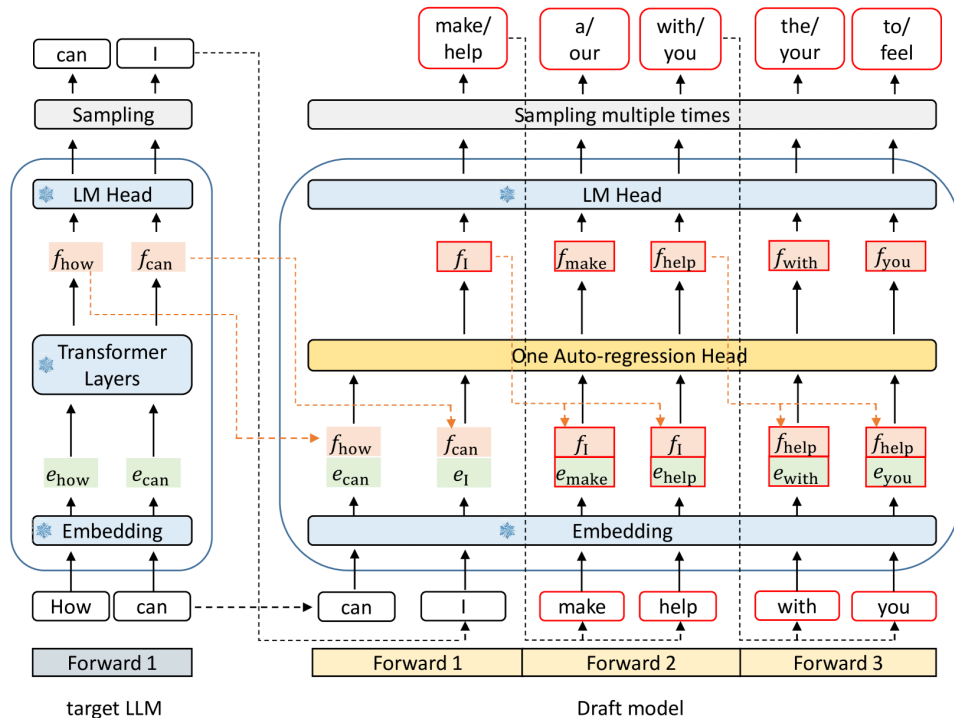 make/
help
a/
our
with/
you
the/
your
to/
feel
can
I
Sampling
Sampling multiple times
LM Head
LM Head
f_how
f_can
f_I
f_make
f_help
f_with
f_you
Transformer
Layers
One Auto-regression Head
f_how
f_can
f_I
f_I
f_help
f_help
e_how
e_can
e_can
e_I
e_make
e_help
e_with
e_you
Embedding
Embedding
How
can
can
I
make
help
with
you
Forward 1
Forward 1
Forward 2
Forward 3
target LLM
Draft model